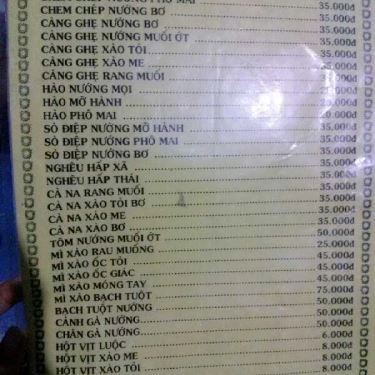 CHEM CHÉP NƯỚNG PHÔ MAI
CHEM CHÉP NƯỚNG BƠ 35.000đ
CÀNG GHẸ NƯỚNG BƠ 35.000đ
CÀNG GHẸ NƯỚNG MUỐI ỚT 35.000đ
CÀNG GHẸ XÀO TỎI 35.000đ
CÀNG GHẸ XÀO ME 35.000đ
CÀNG GHẸ RANG MUỐI 35.000đ
HÀO NƯỚNG MỌI
HÀO MỠ HÀNH 20.000đ
HÀO PHÔ MAI 20.000đ
SÒ ĐIỆP NƯỚNG MỠ HÀNH 35.000đ
SÒ ĐIỆP NƯỚNG PHÔ MAI 35.000đ
SÒ ĐIỆP NƯỚNG BƠ 35.000đ
NGHÊU HẤP XẢ 35.000đ
NGHÊU HẤP THÁI 35.000đ
CÀ NA RANG MUỐI 35.000đ
CÀ NA XÀO TỎI BƠ 35.000đ
CÀ NA XÀO ME 35.000đ
CÀ NA XÀO BƠ 35.000đ
TÔM NƯỚNG MUỐI ỚT 50.000đ
MÌ XÀO RAU MUỐNG 25.000đ
MÌ XÀO ỐC TỎI 45.000đ
MÌ XÀO ỐC GIÁC 45.000đ
MÌ XÀO MÓNG TAY 45.000đ
MÌ XÀO BẠCH TUỘT 75.000đ
BẠCH TUỘT NƯỚNG 50.000đ
CÁNH GÀ NƯỚNG 50.000đ
CHÂN GÀ NƯỚNG 6.000đ
HỘT VỊT LUỘC 8.000đ
HỘT VỊT XÀO ME 8.000đ
HỘT VỊT XÀO TỎI 8.000đ